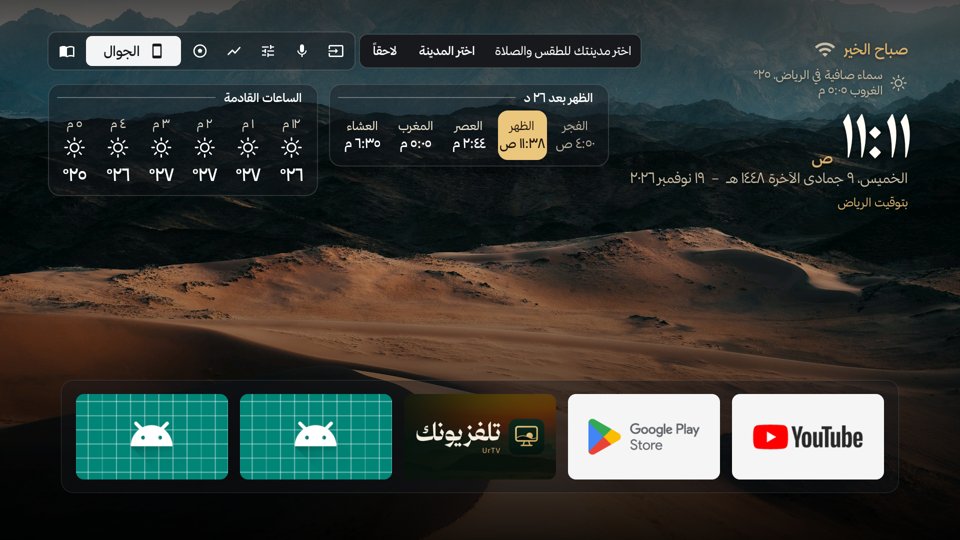 صباح الخير
سماء صافية في الرياض، ٢٥°
الغروب ٥:٠٥ م
١١:١١ ص
الخميس، ٩ جمادى الآخرة ١٤٤٨ هـ – ١٩ نوفمبر ٢٠٢٦
بتوقيت الرياض
اختر مدينتك للطقس والصلاة اختر المدينة لاحقاً
الجوال
الظهر بعد ٢٦ د
الفجر العصر الظهر المغرب العشاء
٤:٥٠ ص ١١:٣٨ ص ٢:٤٤ م ٥:٠٥ م ٦:٣٥ م
الساعات القادمة
١٢ م ١ م ٢ م ٣ م ٤ م ٥ م
٢٦° ٢٧° ٢٧° ٢٧° ٢٦° ٢٥°
YouTube
Google Play
Store
تلفزيونك
UrTV